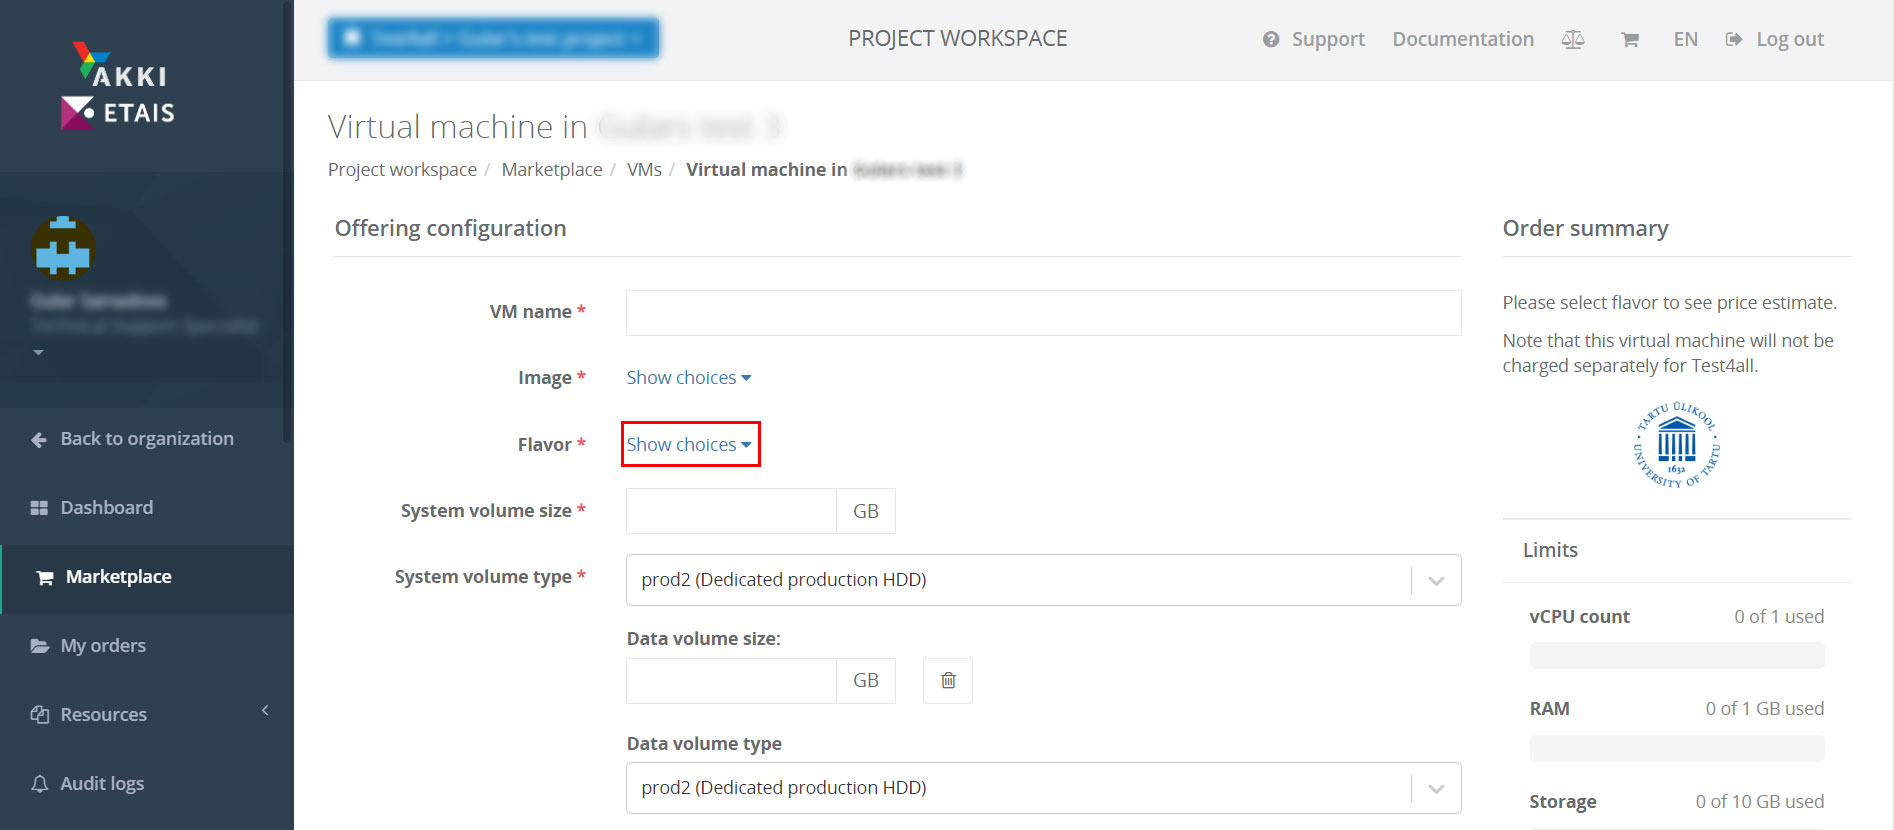 AKKI
ETAIS
PROJECT WORKSPACE
Support
Documentation
EN
Log out
Virtual machine in
Project workspace / Marketplace / VMs / Virtual machine in
Offering configuration
VM name *
Image * Show choices
Flavor * Show choices
System volume size * GB
System volume type * prod2 (Dedicated production HDD)
Data volume size:
GB
Data volume type
prod2 (Dedicated production HDD)
Back to organization
Dashboard
Marketplace
My orders
Resources
Audit logs
Order summary
Please select flavor to see price estimate.
Note that this virtual machine will not be
charged separately for Test4all.
TARTU ÜLIKOOL
1632
UNIVERSITY OF TARTU
Limits
vCPU count 0 of 1 used
RAM 0 of 1 GB used
Storage 0 of 10 GB used